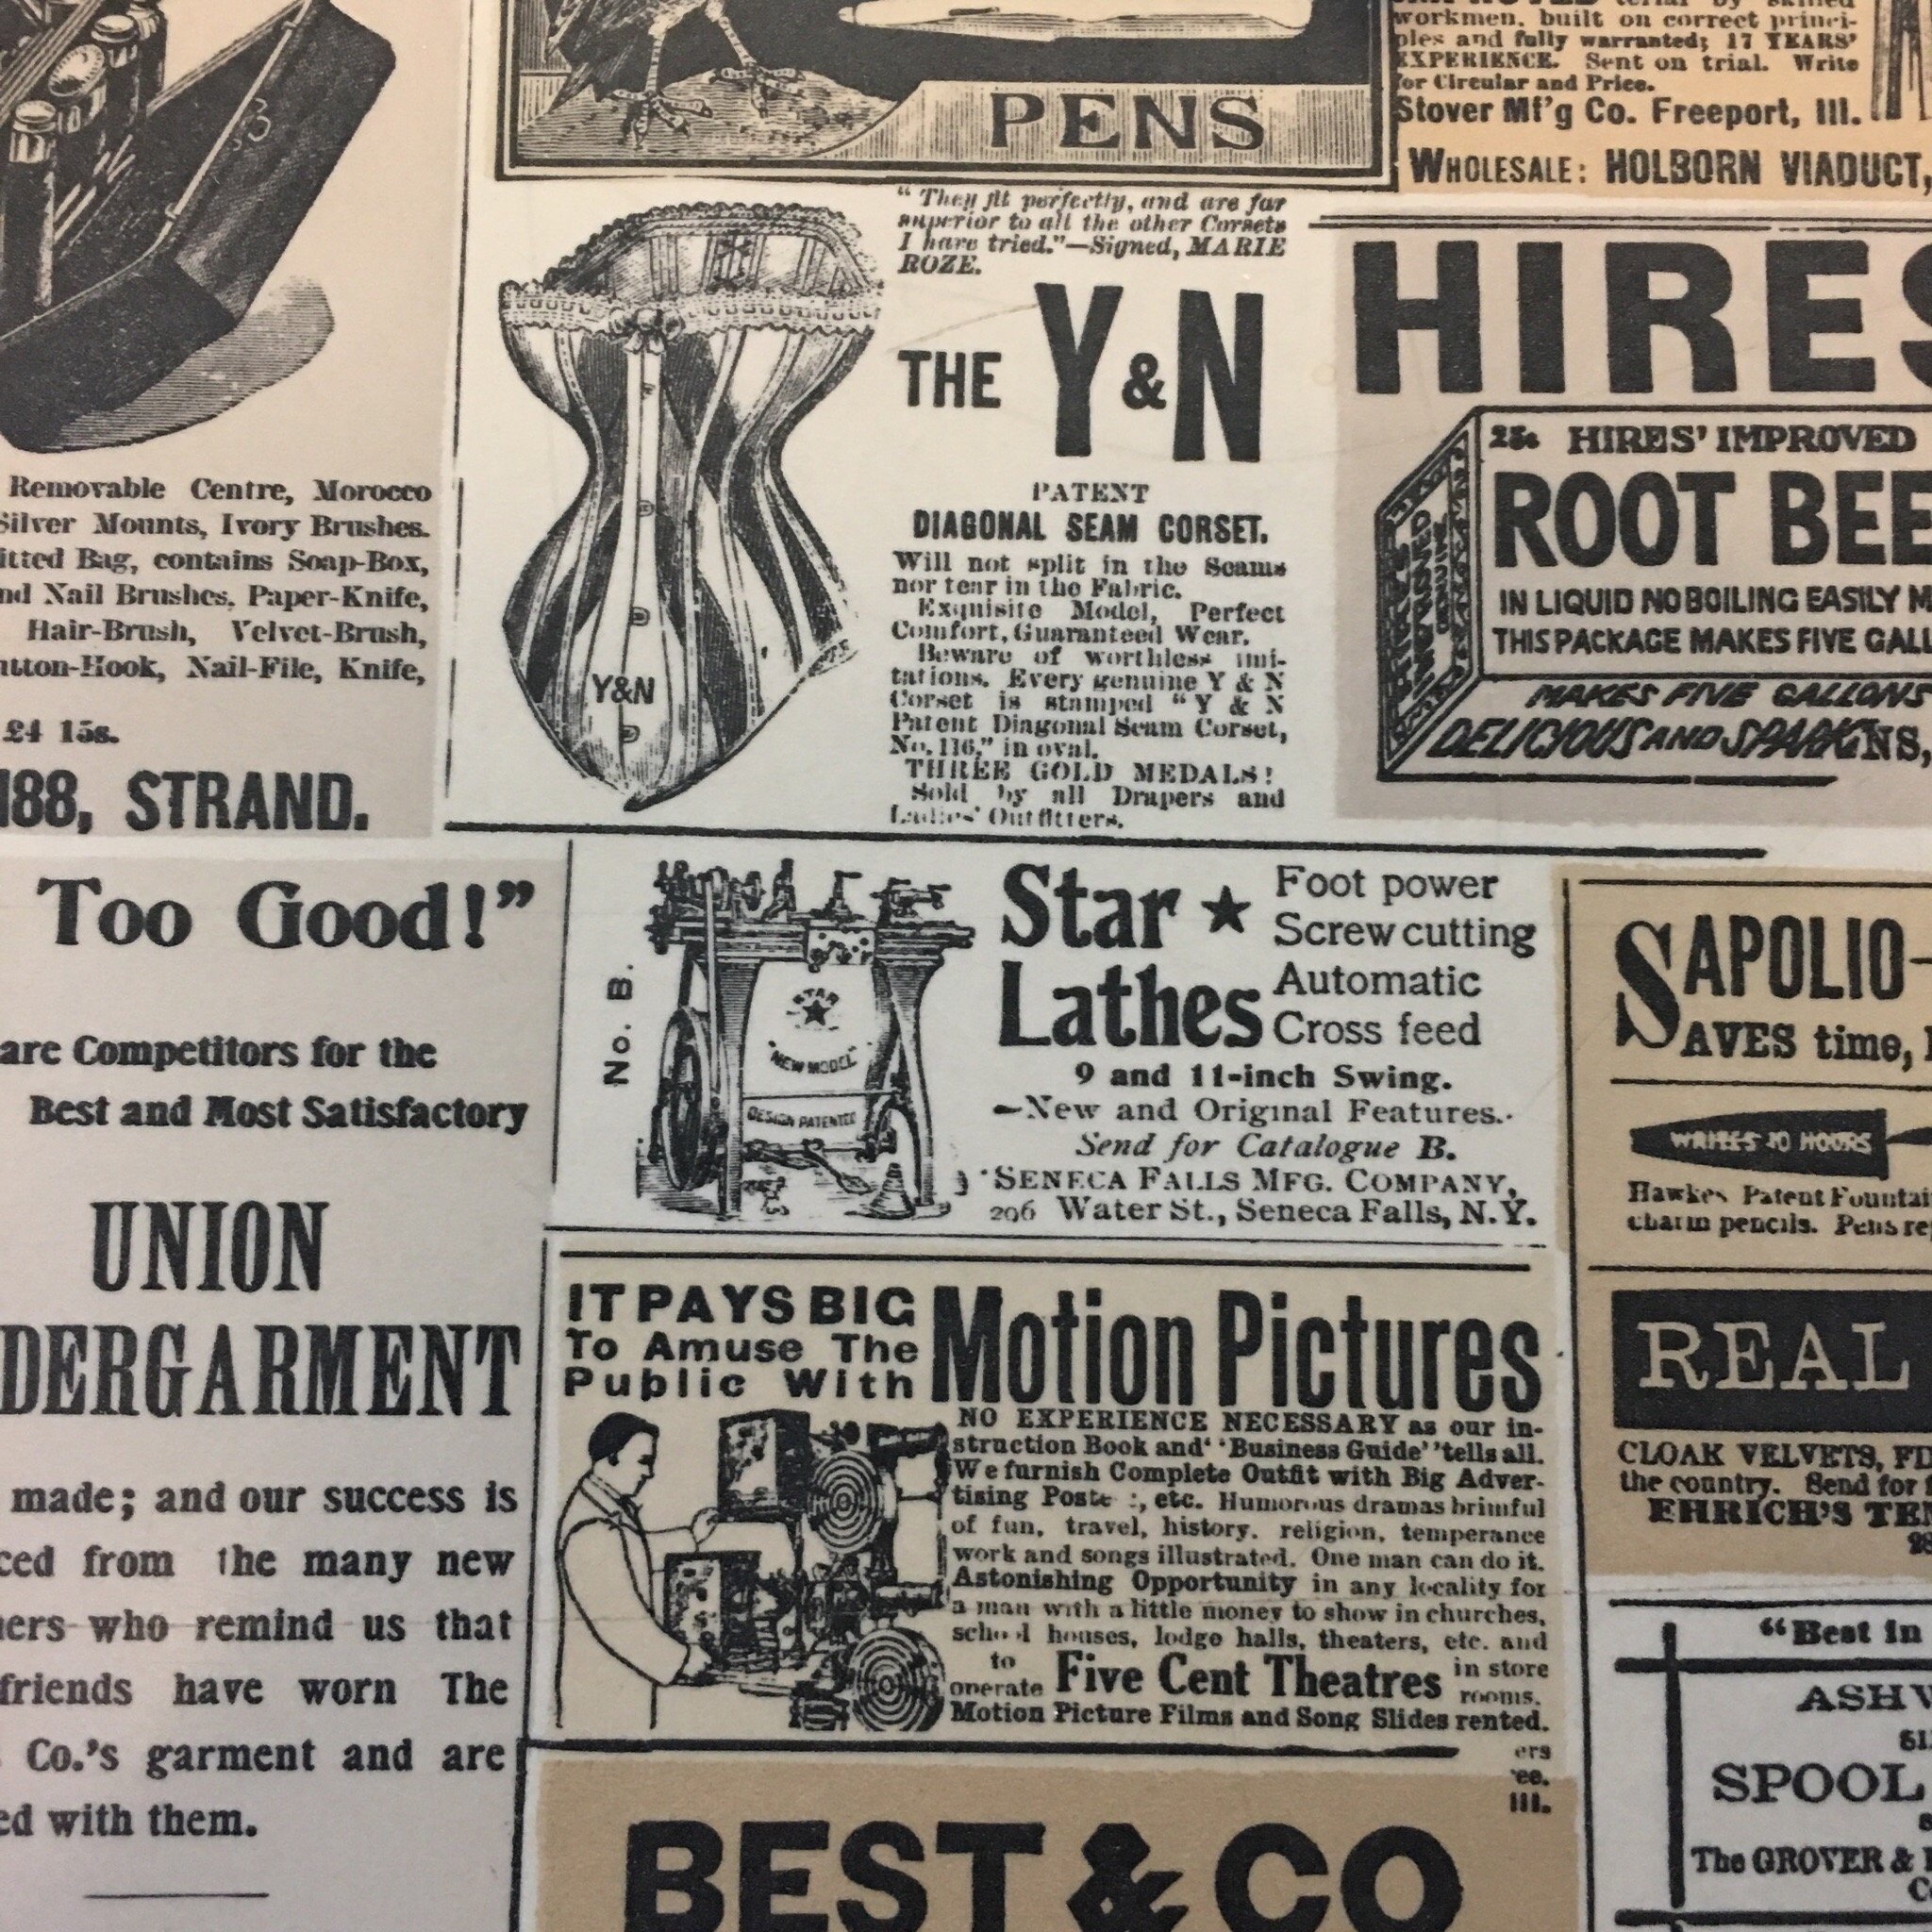 PENS
workmen, built on correct princi-
ples and fully warranted; 17 YEARS'
EXPERIENCE. Sent on trial. Write
for Circular and Price.
Stover Mf'g Co. Freeport, Ill.
WHOLESALE: HOLBORN VIADUCT,
Removable Centre, Morocco
Silver Mounts, Ivory Brushes.
itted Bag, contains Soap-Box,
nd Nail Brushes, Paper-Knife,
Hair-Brush, Velvet-Brush,
utton-Hook, Nail-File, Knife,
£4 15s.
188, STRAND.
"They fit perfectly, and are far
superior to all the other Corsets
I have tried."—Signed, MARIE
ROZE.
THE Y&N
PATENT
DIAGONAL SEAM CORSET.
Will not split in the Seams
nor tear in the Fabric.
Exquisite Model, Perfect
Comfort, Guaranteed Wear.
Beware of worthless imi-
tations. Every genuine Y & N
Corset is stamped "Y & N
Patent Diagonal Seam Corset,
No. 116," in oval.
THREE GOLD MEDALS!
Sold by all Drapers and
Ladies' Outfitters.
Y&N
HIRES
25c HIRES' IMPROVED
ROOT BEE
IN LIQUID NO BOILING EASILY M
THIS PACKAGE MAKES FIVE GALL
MAKES FIVE GALLONS
DELICIOUS AND SPARK
NS,
Too Good!"
are Competitors for the
Best and Most Satisfactory
UNION
DERGARMENT
made; and our success is
ced from the many new
ers who remind us that
friends have worn The
Co.'s garment and are
ed with them.
No. B.
STAR
"NEW MODEL"
DESIGN PATENTED
Star ★ Lathes
Foot power
Screw cutting
Automatic
Cross feed
9 and 11-inch Swing.
—New and Original Features.
Send for Catalogue B.
SENECA FALLS MFG. COMPANY,
296 Water St., Seneca Falls, N.Y.
SAPOLIO-
SAVES time,
WRITES 10 HOURS
Hawkes Patent Fountai
charm pencils. Pens re
REAL
CLOAK VELVETS,
the country. Send for
EHRICH'S TEM
IT PAYS BIG
To Amuse The
Public With
Motion Pictures
NO EXPERIENCE NECESSARY as our in-
struction Book and "Business Guide" tells all.
We furnish Complete Outfit with Big Adver-
tising Poste , etc. Humorous dramas brimful
of fun, travel, history, religion, temperance
work and songs illustrated. One man can do it.
Astonishing Opportunity in any locality for
a man with a little money to show in churches,
school houses, lodge halls, theaters, etc. and
to operate Five Cent Theatres in store rooms.
Motion Picture Films and Song Slides rented.
ers
ee.
Ill.
BEST & CO
"Best in
ASHW
SPOOL
The GROVER &